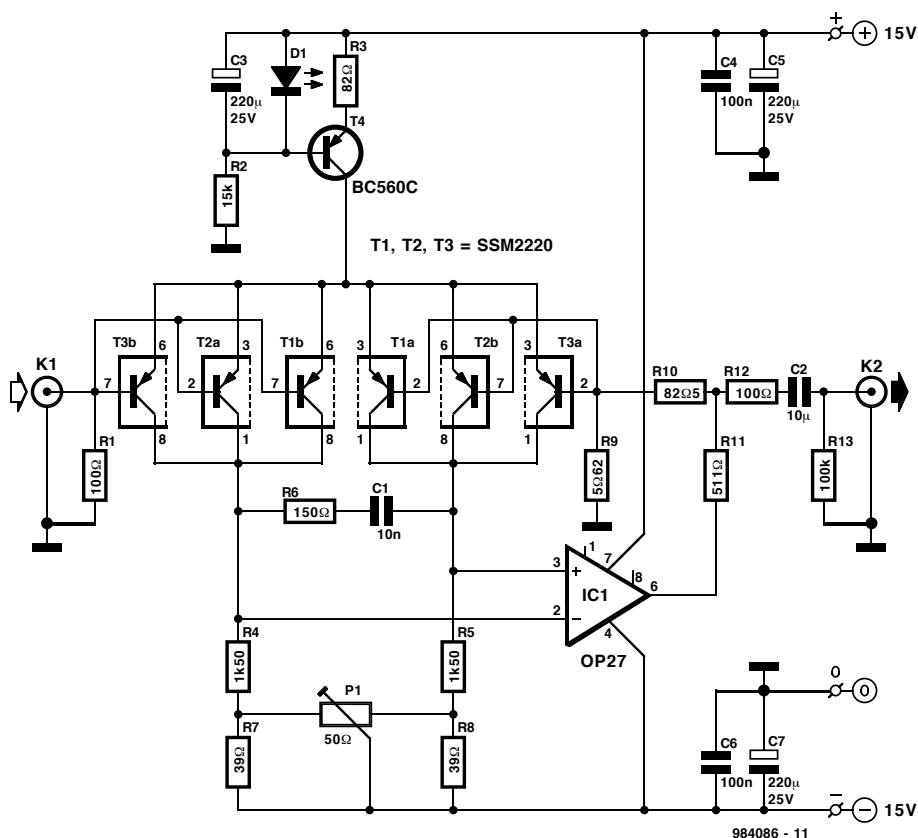 +
+ 15V
C3
220µ
25V
D1
R3
82Ω
T4
BC560C
R2
15k
C4
100n
C5
220µ
25V
T1, T2, T3 = SSM2220
T3b 6 T2a 3 T1b 6 3 T1a 6 T2b 3 T3a
K1
7 2 7 2 7 2
8 1 8 1 8 1
R1
100Ω
R10
82Ω5
R12
100Ω
C2
10µ
K2
R9
5Ω62
R11
511Ω
R13
100k
R6
150Ω
C1
10n
3 + 1 7 8
IC1 6
2 − 4
OP27
R4
1k50
R5
1k50
P1
50Ω
R7
39Ω
R8
39Ω
0
0
C6
100n
C7
220µ
25V
−
− 15V
984086 - 11